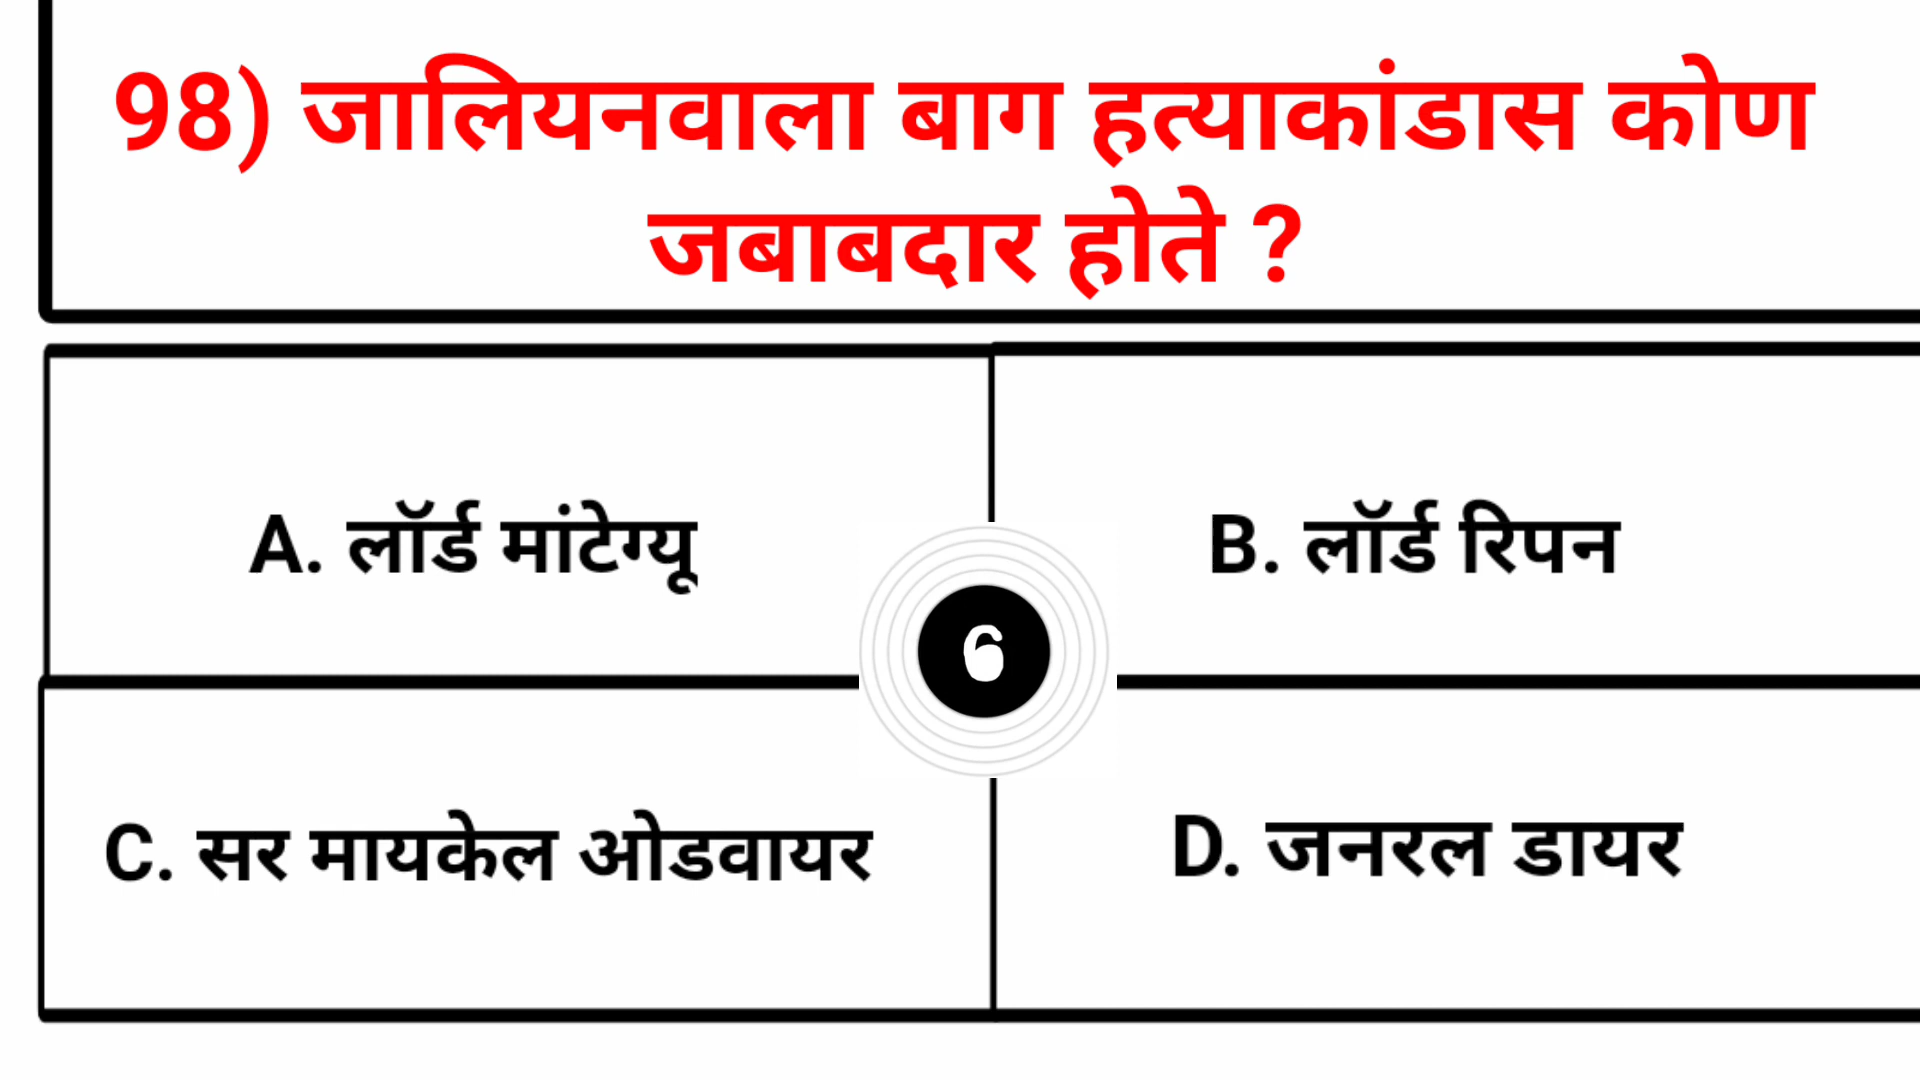 98) जालियनवाला बाग हत्याकांडास कोण
जबाबदार होते ?
A. लॉर्ड मांटेग्यू
B. लॉर्ड रिपन
6
C. सर मायकेल ओडवायर
D. जनरल डायर